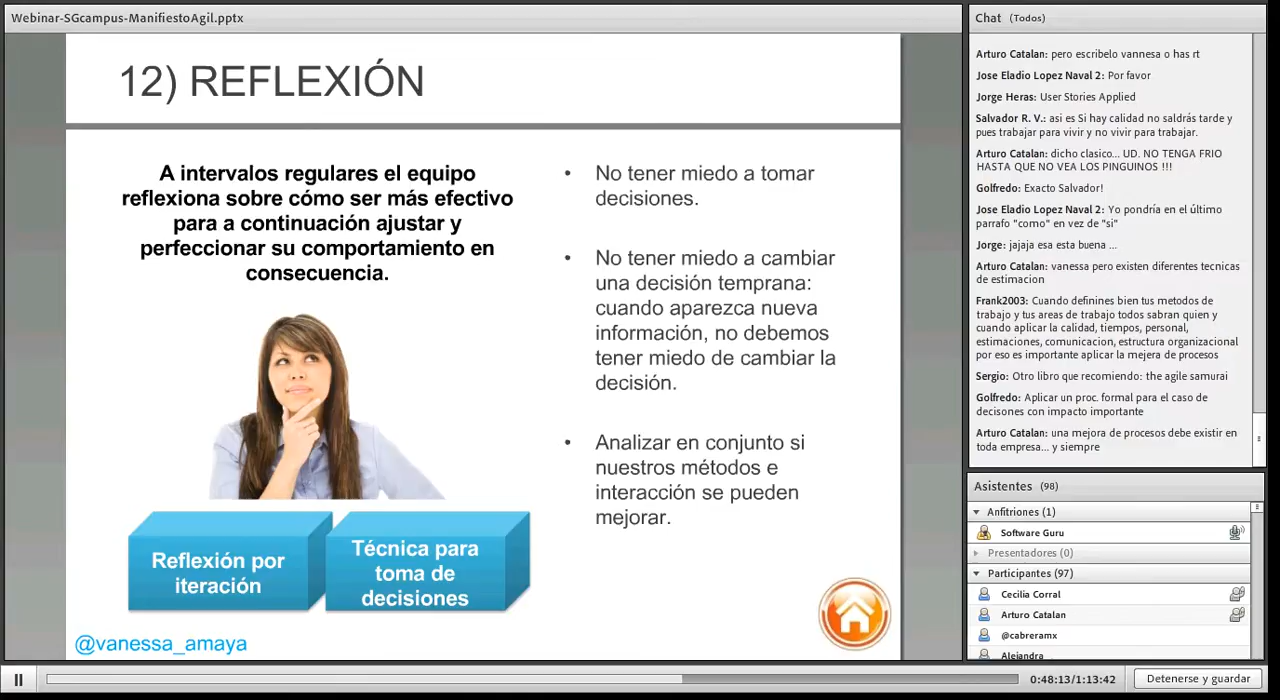 Webinar-SGcampus-ManifiestoAgil.pptx
12) REFLEXIÓN
A intervalos regulares el equipo
reflexiona sobre cómo ser más efectivo
para a continuación ajustar y
perfeccionar su comportamiento en
consecuencia.
• No tener miedo a tomar
decisiones.
• No tener miedo a cambiar
una decisión temprana:
cuando aparezca nueva
información, no debemos
tener miedo de cambiar la
decisión.
• Analizar en conjunto si
nuestros métodos e
interacción se pueden
mejorar.
Reflexión por
iteración
Técnica para
toma de
decisiones
@vanessa_amaya
Chat (Todos)
Arturo Catalan: pero escribelo vannesa o has rt
Jose Eladio Lopez Naval 2: Por favor
Jorge Heras: User Stories Applied
Salvador R. V.: asi es Si hay calidad no saldrás tarde y
pues trabajar para vivir y no vivir para trabajar.
Arturo Catalan: dicho clasico... UD. NO TENGA FRIO
HASTA QUE NO VEA LOS PINGUINOS !!!
Golfredo: Exacto Salvador!
Jose Eladio Lopez Naval 2: Yo pondría en el último
parrafo "como" en vez de "si"
Jorge: jajaja esa esta buena ...
Arturo Catalan: vanessa pero existen diferentes tecnicas
de estimacion
Frank2003: Cuando definines bien tus metodos de
trabajo y tus areas de trabajo todos sabran quien y
cuando aplicar la calidad, tiempos, personal,
estimaciones, comunicacion, estructura organizacional
por eso es importante aplicar la mejera de procesos
Sergio: Otro libro que recomiendo: the agile samurai
Golfredo: Aplicar un proc. formal para el caso de
decisones con impacto importante
Arturo Catalan: una mejora de procesos debe existir en
toda empresa... y siempre
Asistentes (98)
Anfitriones (1)
Software Guru
Presentadores (0)
Participantes (97)
Cecilia Corral
Arturo Catalan
@cabreramx
Alejandra
0:48:13/1:13:42
Detenerse y guardar